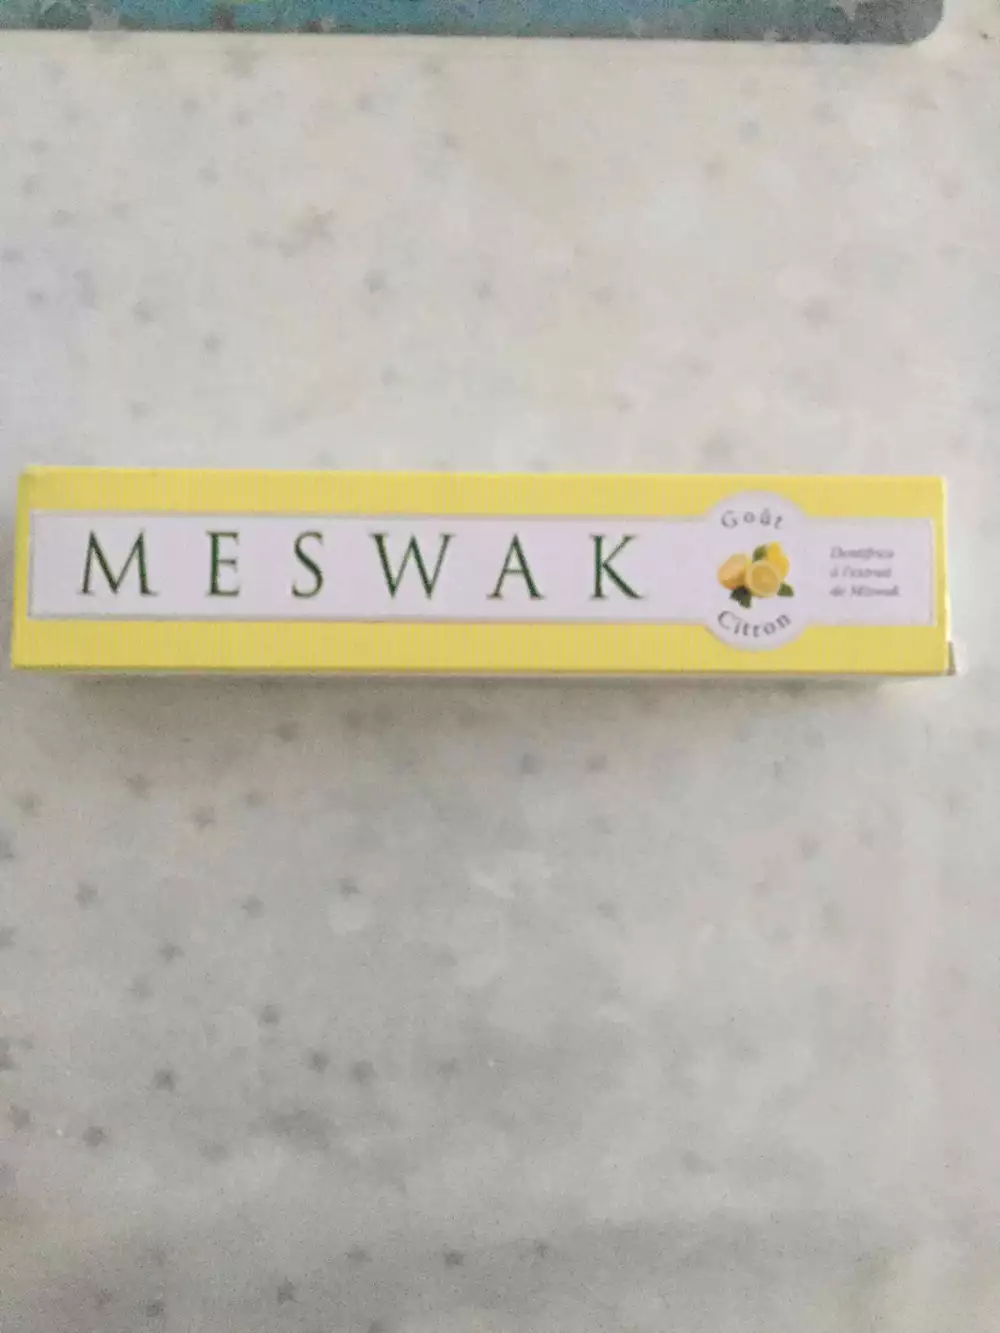 MESWAK
Goût
Citron
Dentifrice
à l'extrait
de Miswak